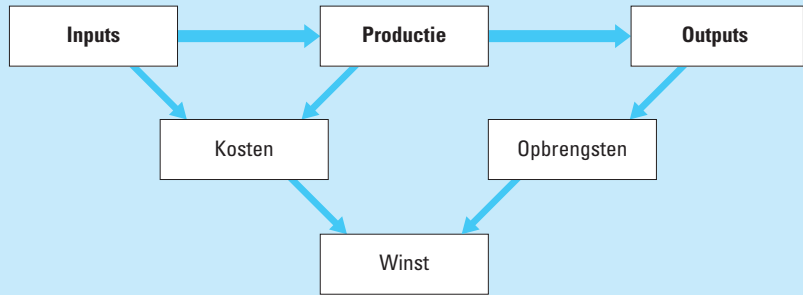 Inputs
Productie
Outputs
Kosten
Opbrengsten
Winst